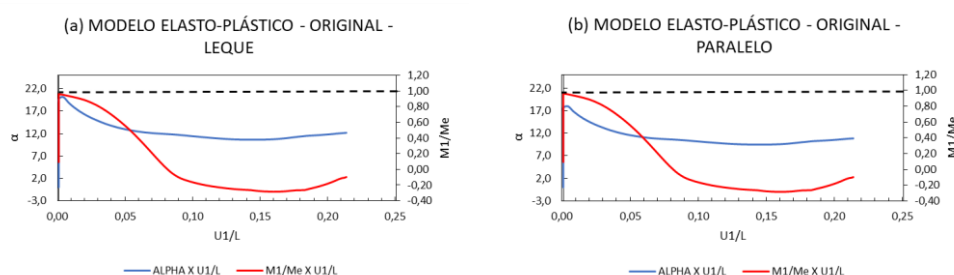 (a) MODELO ELASTO-PLÁSTICO - ORIGINAL -
LEQUE
22,0
17,0
12,0
7,0
2,0
-3,0
α
1,20
1,00
0,80
0,60
0,40
0,20
0,00
-0,20
-0,40
M1/Me
0,00 0,05 0,10 0,15 0,20 0,25
U1/L
ALPHA X U1/L M1/Me X U1/L
(b) MODELO ELASTO-PLÁSTICO - ORIGINAL -
PARALELO
22,0
17,0
12,0
7,0
2,0
-3,0
α
1,20
1,00
0,80
0,60
0,40
0,20
0,00
-0,20
-0,40
M1/Me
0,00 0,05 0,10 0,15 0,20 0,25
U1/L
ALPHA X U1/L M1/Me X U1/L